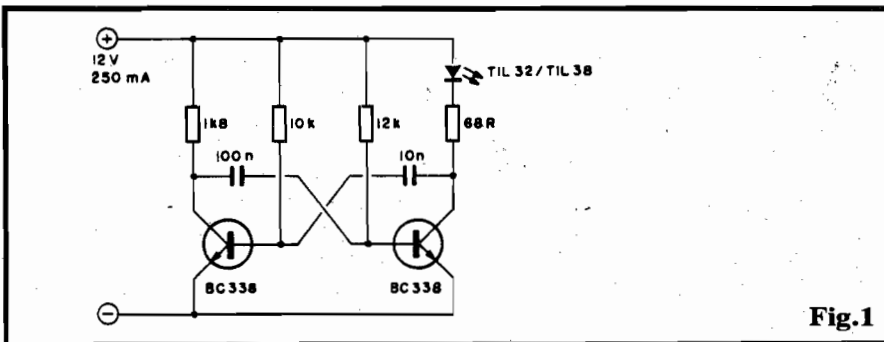 12 V
250 mA
TIL 32/TIL 38
1k8
10k
12k
68R
100n
10n
BC338
BC338
Fig.1